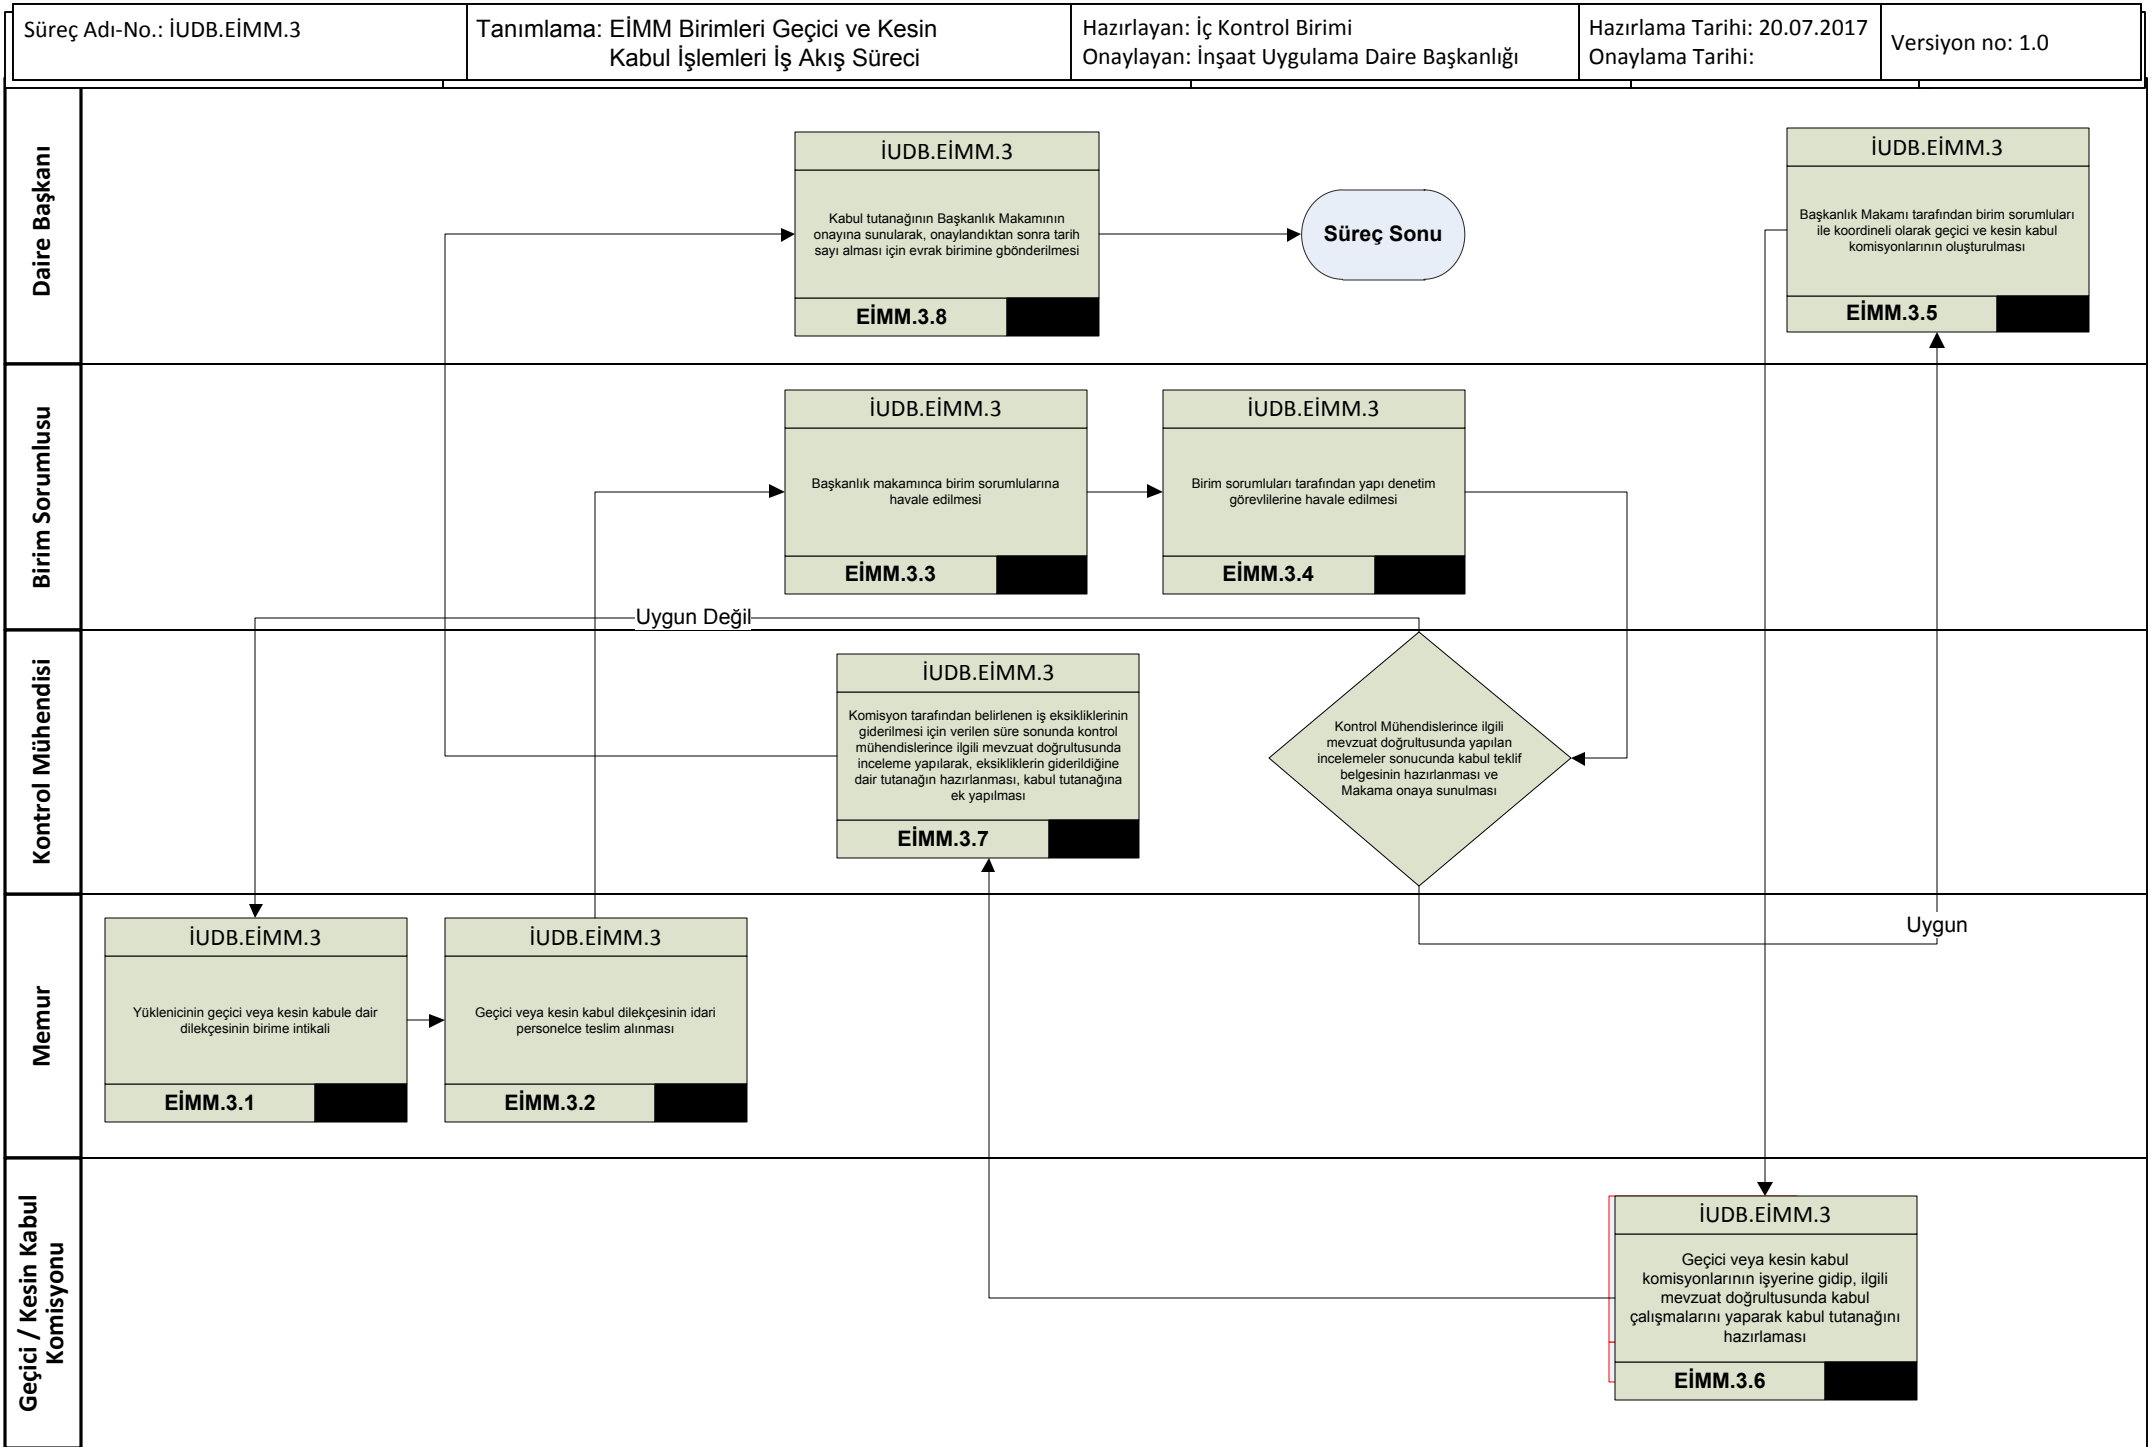 Süreç Adı-No.: İUDB.EİMM.3
Tanımlama: EİMM Birimleri Geçici ve Kesin
Kabul İşlemleri İş Akış Süreci
Hazırlayan: İç Kontrol Birimi
Onaylayan: İnşaat Uygulama Daire Başkanlığı
Hazırlama Tarihi: 20.07.2017
Onaylama Tarihi:
Versiyon no: 1.0
Daire Başkanı
İUDB.EİMM.3
Kabul tutanağının Başkanlık Makamının
onayına sunularak, onaylandıktan sonra tarih
sayı alması için evrak birimine gbönderilmesi
EİMM.3.8
Süreç Sonu
İUDB.EİMM.3
Başkanlık Makamı tarafından birim sorumluları
ile koordineli olarak geçici ve kesin kabul
komisyonlarının oluşturulması
EİMM.3.5
Birim Sorumlusu
İUDB.EİMM.3
Başkanlık makamınca birim sorumlularına
havale edilmesi
EİMM.3.3
İUDB.EİMM.3
Birim sorumluları tarafından yapı denetim
görevlilerine havale edilmesi
EİMM.3.4
Uygun Değil
Kontrol Mühendisi
İUDB.EİMM.3
Komisyon tarafından belirlenen iş eksikliklerinin
giderilmesi için verilen süre sonunda kontrol
mühendislerince ilgili mevzuat doğrultusunda
inceleme yapılarak, eksikliklerin giderildiğine
dair tutanağın hazırlanması, kabul tutanağına
ek yapılması
EİMM.3.7
Kontrol Mühendislerince ilgili
mevzuat doğrultusunda yapılan
incelemeler sonucunda kabul teklif
belgesinin hazırlanması ve
Makama onaya sunulması
Uygun
Memur
İUDB.EİMM.3
Yüklenicinin geçici veya kesin kabule dair
dilekçesinin birime intikali
EİMM.3.1
İUDB.EİMM.3
Geçici veya kesin kabul dilekçesinin idari
personelce teslim alınması
EİMM.3.2
Geçici / Kesin Kabul
Komisyonu
İUDB.EİMM.3
Geçici veya kesin kabul
komisyonlarının işyerine gidip, ilgili
mevzuat doğrultusunda kabul
çalışmalarını yaparak kabul tutanağını
hazırlaması
EİMM.3.6